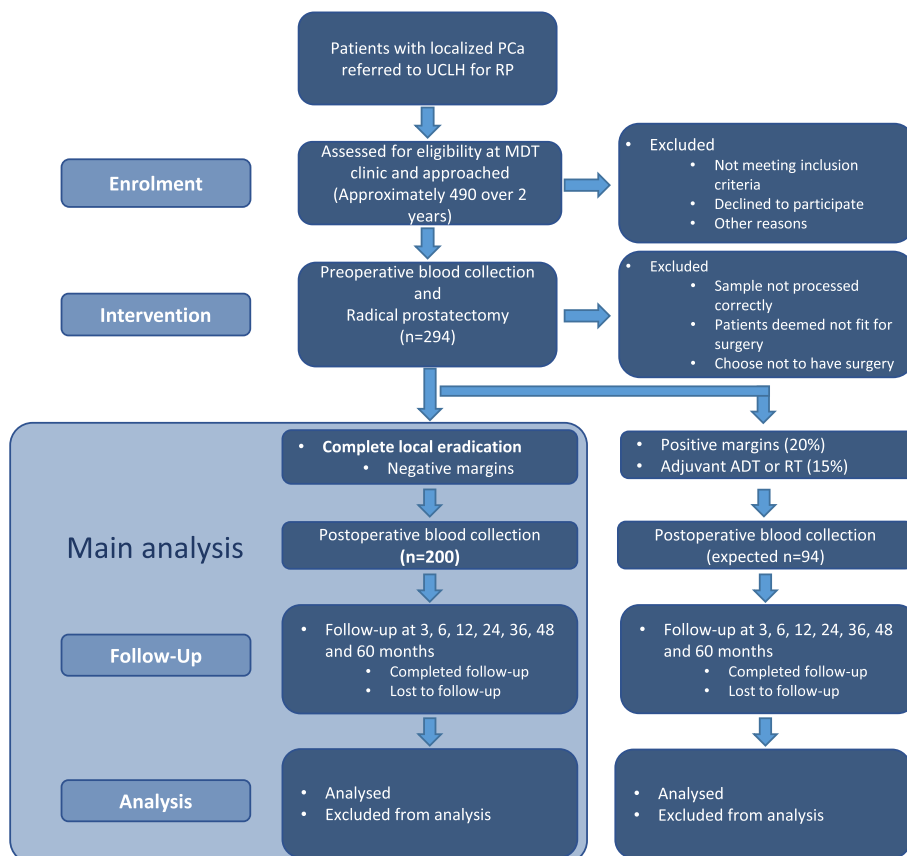 Patients with localized PCa
referred to UCLH for RP
Enrolment
Assessed for eligibility at MDT
clinic and approached
(Approximately 490 over 2
years)
• Excluded
• Not meeting inclusion
criteria
• Declined to participate
• Other reasons
Intervention
Preoperative blood collection
and
Radical prostatectomy
(n=294)
• Excluded
• Sample not processed
correctly
• Patients deemed not fit for
surgery
• Choose not to have surgery
Main analysis
• Complete local eradication
• Negative margins
• Positive margins (20%)
• Adjuvant ADT or RT (15%)
Postoperative blood collection
(n=200)
Postoperative blood collection
(expected n=94)
Follow-Up
• Follow-up at 3, 6, 12, 24, 36, 48
and 60 months
• Completed follow-up
• Lost to follow-up
• Follow-up at 3, 6, 12, 24, 36, 48
and 60 months
• Completed follow-up
• Lost to follow-up
Analysis
• Analysed
• Excluded from analysis
• Analysed
• Excluded from analysis